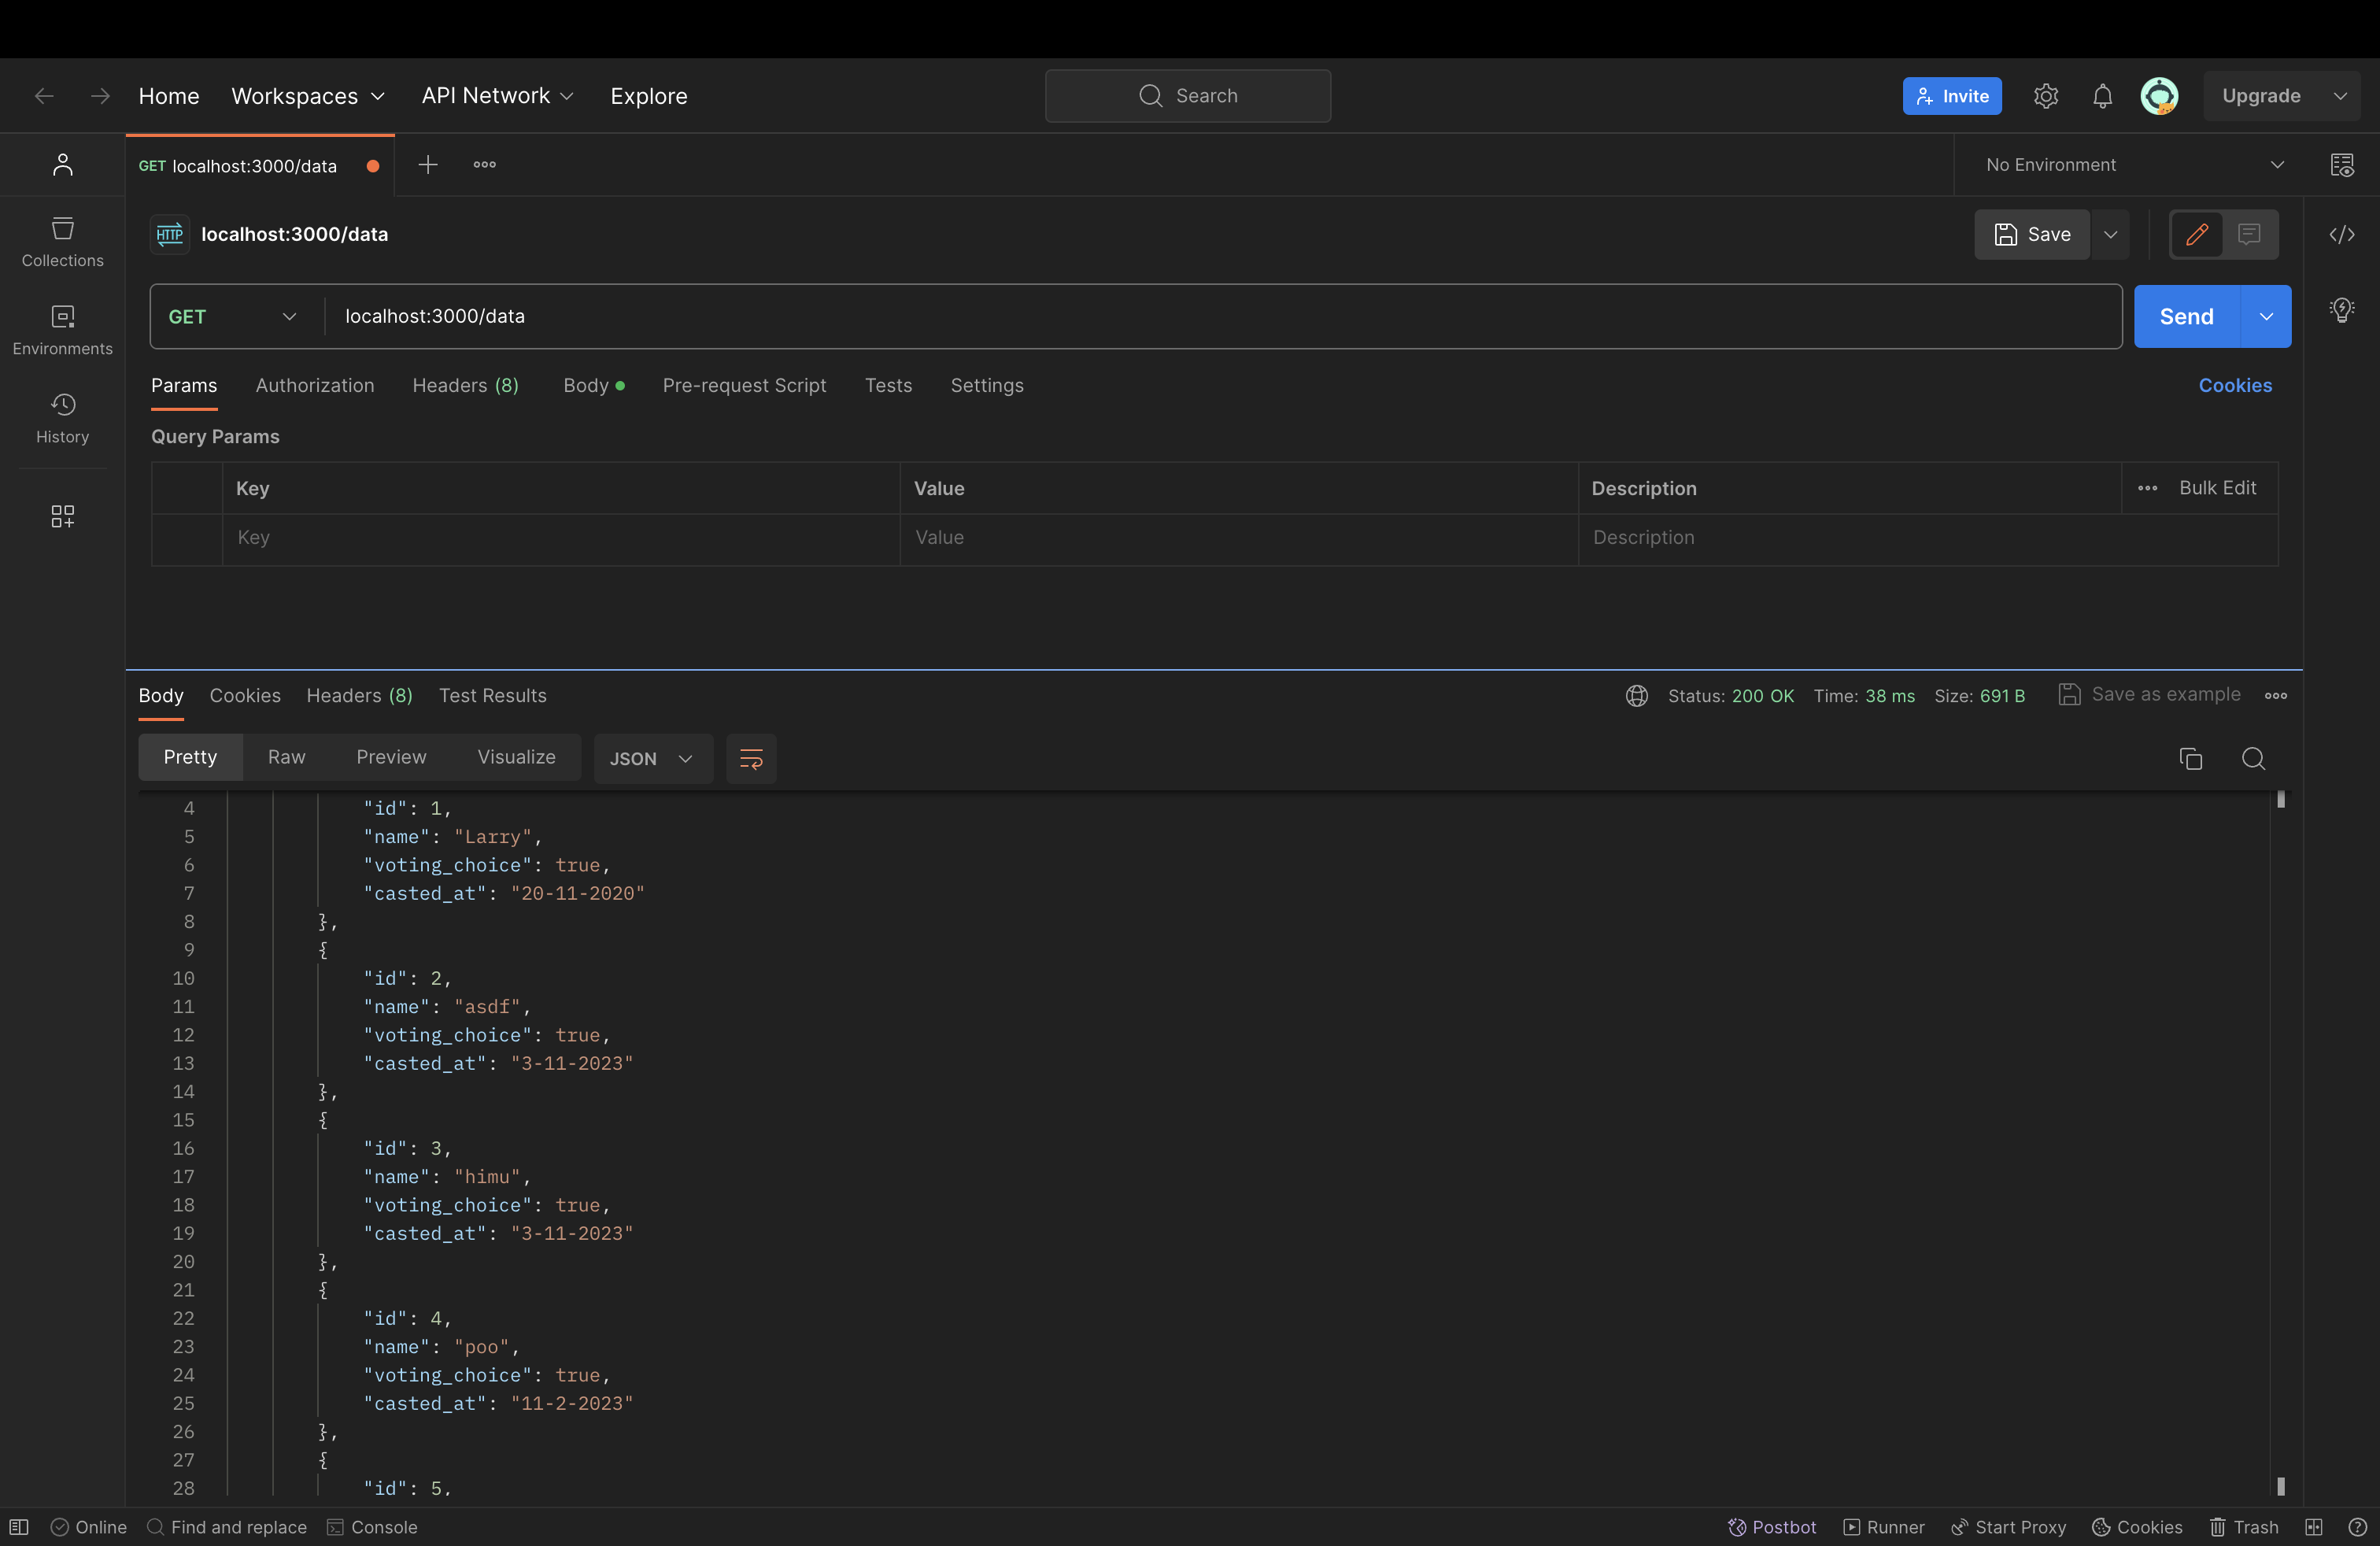 Home Workspaces API Network Explore Search Invite Upgrade
GET localhost:3000/data No Environment
HTTP localhost:3000/data Save
Collections
GET localhost:3000/data Send
Environments
Params Authorization Headers (8) Body Pre-request Script Tests Settings Cookies
History
Query Params
Key Value Description Bulk Edit
Key Value Description
Body Cookies Headers (8) Test Results Status: 200 OK Time: 38 ms Size: 691 B Save as example
Pretty Raw Preview Visualize JSON
4 "id": 1,
5 "name": "Larry",
6 "voting_choice": true,
7 "casted_at": "20-11-2020"
8 },
9 {
10 "id": 2,
11 "name": "asdf",
12 "voting_choice": true,
13 "casted_at": "3-11-2023"
14 },
15 {
16 "id": 3,
17 "name": "himu",
18 "voting_choice": true,
19 "casted_at": "3-11-2023"
20 },
21 {
22 "id": 4,
23 "name": "poo",
24 "voting_choice": true,
25 "casted_at": "11-2-2023"
26 },
27 {
28 "id": 5,
Online Find and replace Console Postbot Runner Start Proxy Cookies Trash